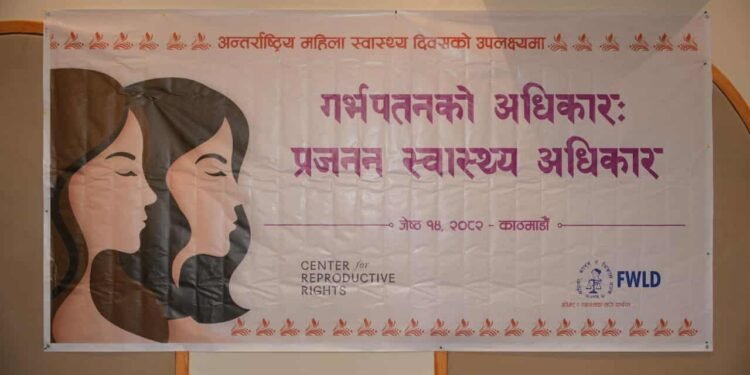 अन्तर्राष्ट्रिय महिला स्वास्थ्य दिवसको उपलक्ष्यमा
गर्भपतनको अधिकारः
प्रजनन स्वास्थ्य अधिकार
जेष्ठ १४, २०८२ - काठमाडौं
CENTER for
REPRODUCTIVE
RIGHTS
FWLD